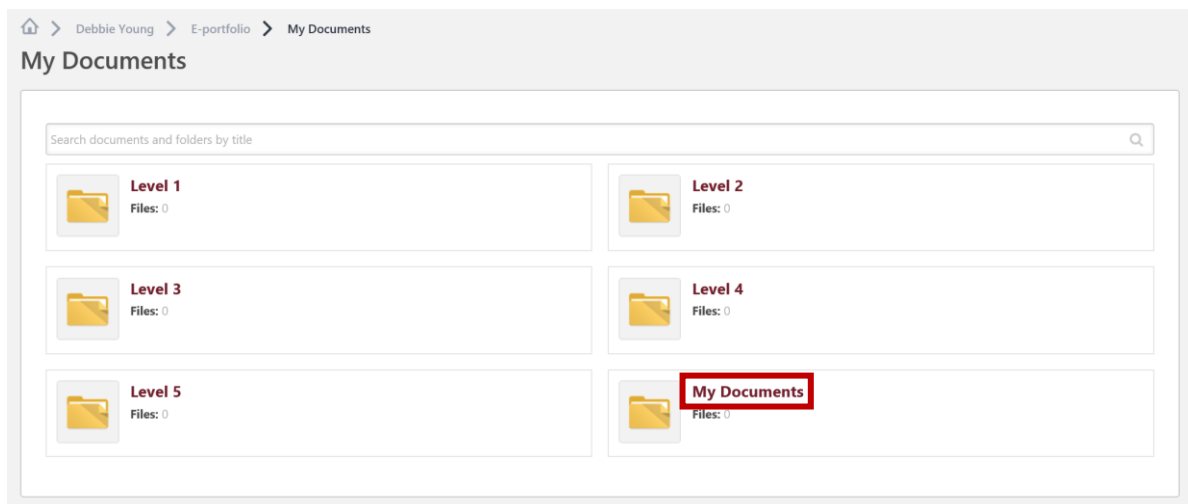 Debbie Young E-portfolio My Documents
My Documents
Search documents and folders by title
Level 1
Files: 0
Level 2
Files: 0
Level 3
Files: 0
Level 4
Files: 0
Level 5
Files: 0
My Documents
Files: 0